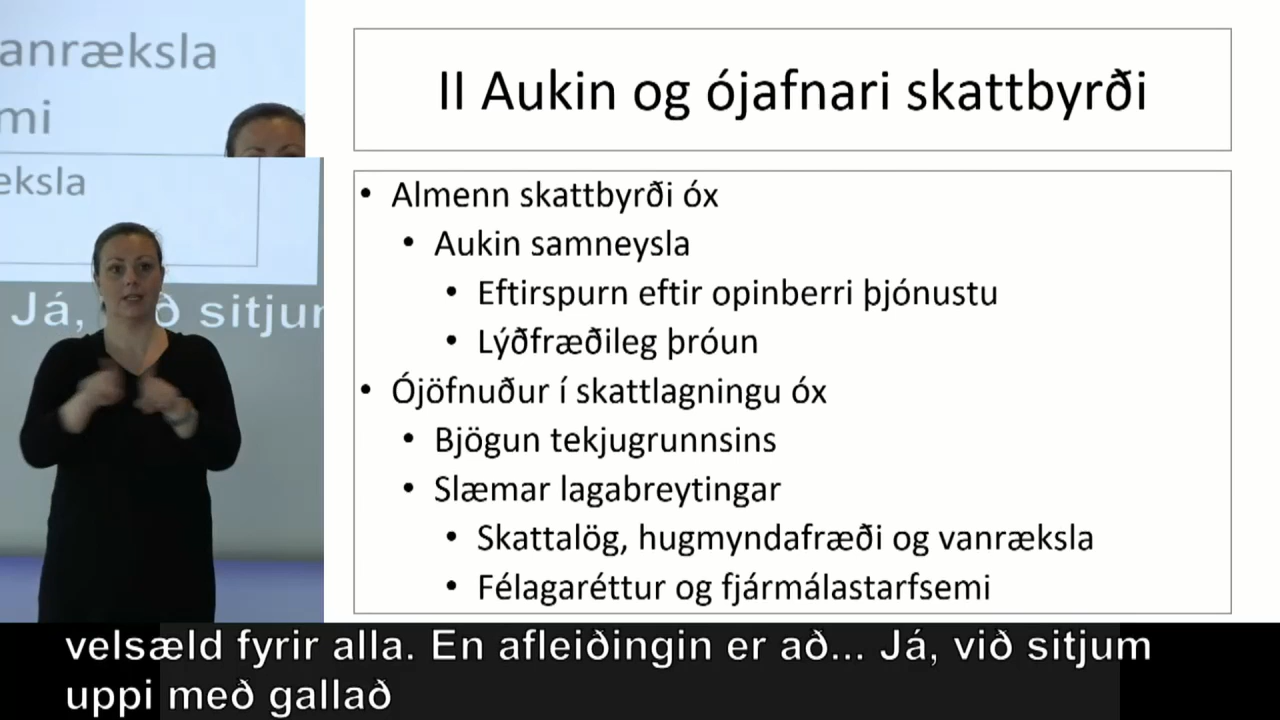 anræksla
mi
eksla
Já, við sitjum
II Aukin og ójafnari skattbyrði
• Almenn skattbyrði óx
• Aukin samneysla
• Eftirspurn eftir opinberri þjónustu
• Lýðfræðileg þróun
• Ójöfnuður í skattlagningu óx
• Bjögun tekjugrunnsins
• Slæmar lagabreytingar
• Skattalög, hugmyndafræði og vanræksla
• Félagaréttur og fjármálastarfsemi
velsæld fyrir alla. En afleiðingin er að... Já, við sitjum
uppi með gallað